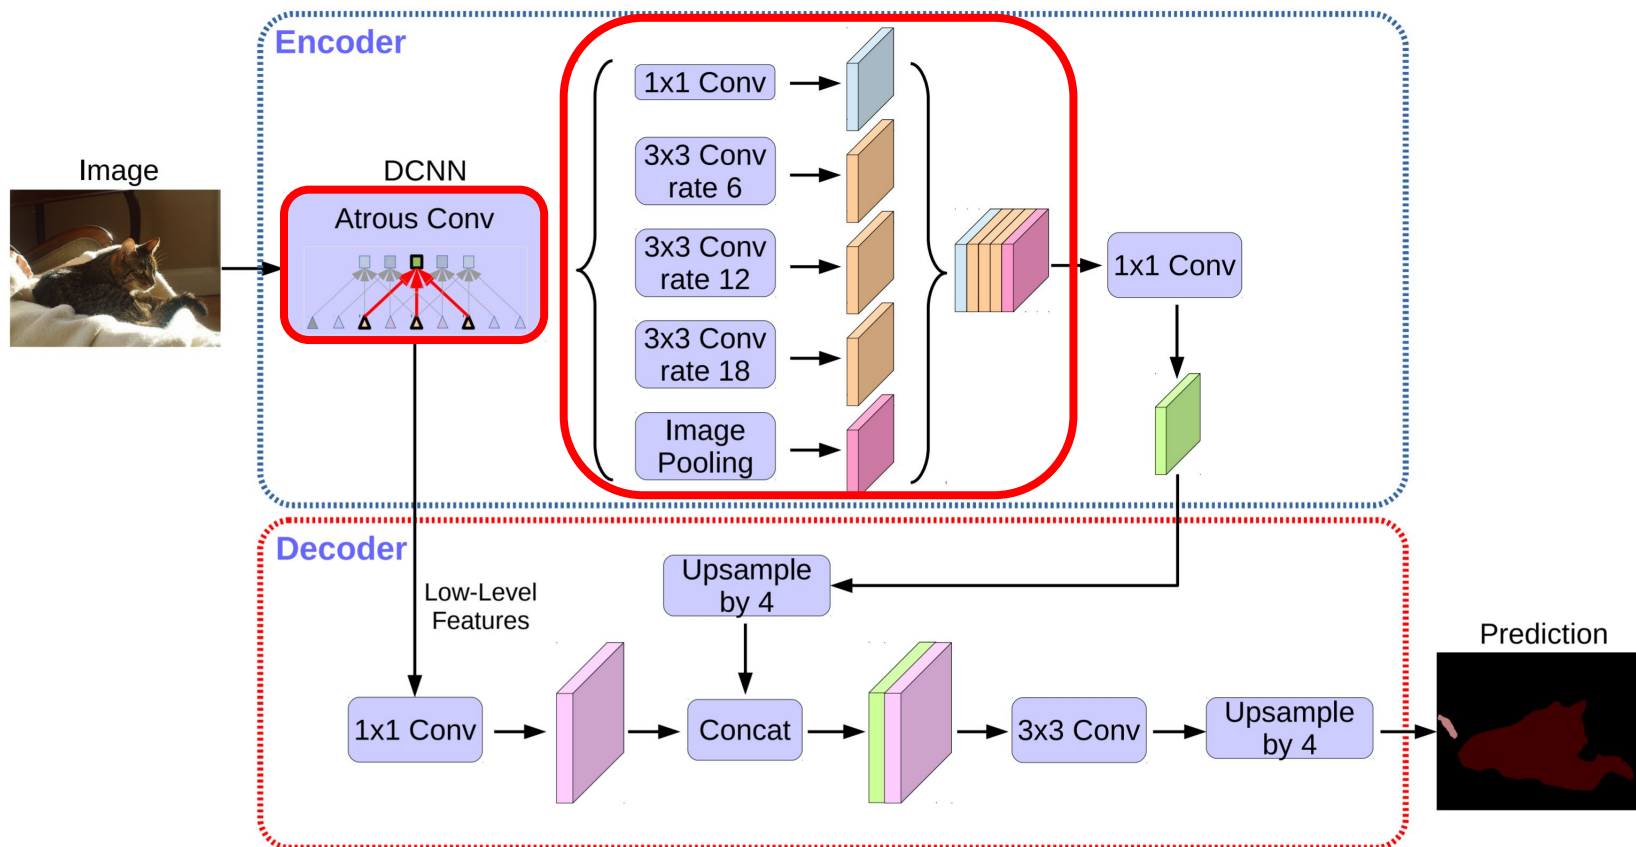 Encoder
Image
DCNN
Atrous Conv
1x1 Conv
3x3 Conv
rate 6
3x3 Conv
rate 12
3x3 Conv
rate 18
Image
Pooling
1x1 Conv
Decoder
Low-Level
Features
Upsample
by 4
1x1 Conv
Concat
3x3 Conv
Upsample
by 4
Prediction